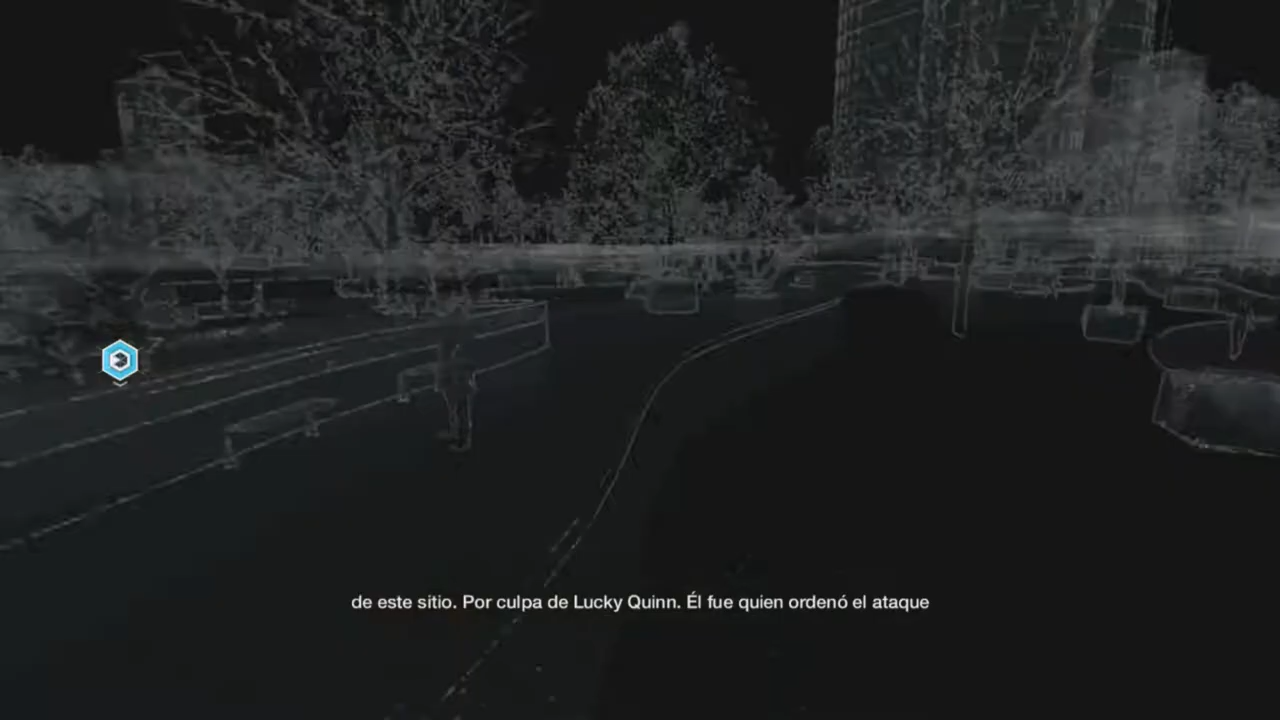 de este sitio. Por culpa de Lucky Quinn. Él fue quien ordenó el ataque